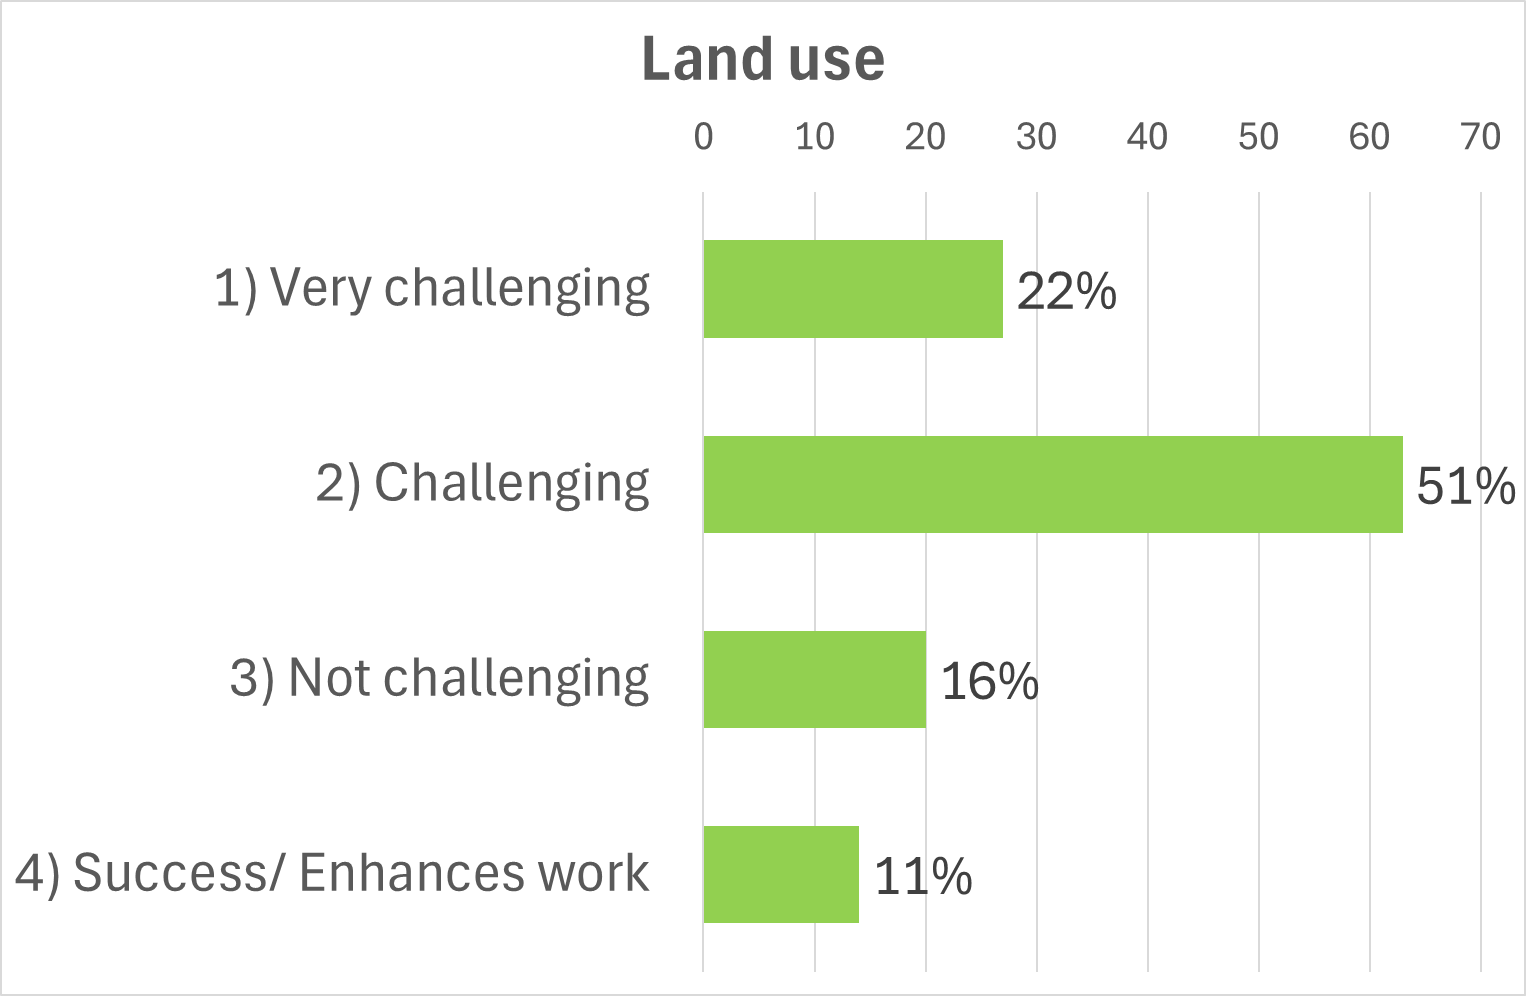 Land use
0 10 20 30 40 50 60 70
1) Very challenging 22%
2) Challenging 51%
3) Not challenging 16%
4) Success/ Enhances work 11%